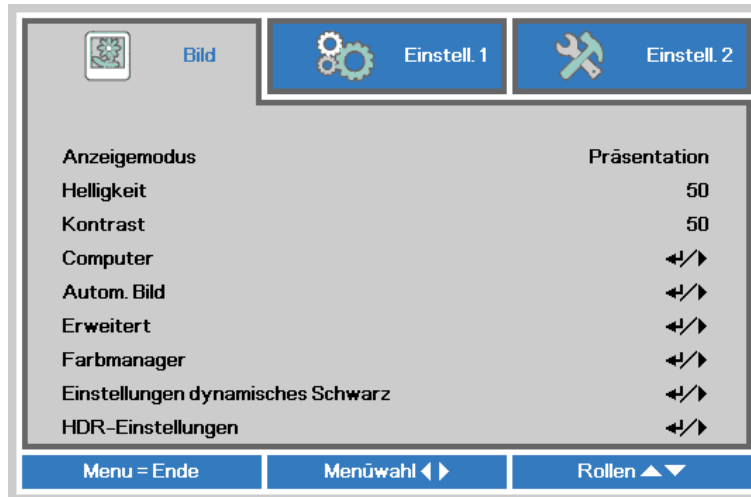 Bild Einstell. 1 Einstell. 2
Anzeigemodus Präsentation
Helligkeit 50
Kontrast 50
Computer ↵/▶
Autom. Bild ↵/▶
Erweitert ↵/▶
Farbmanager ↵/▶
Einstellungen dynamisches Schwarz ↵/▶
HDR-Einstellungen ↵/▶
Menu = Ende Menüwahl ◀▶ Rollen ▲▼